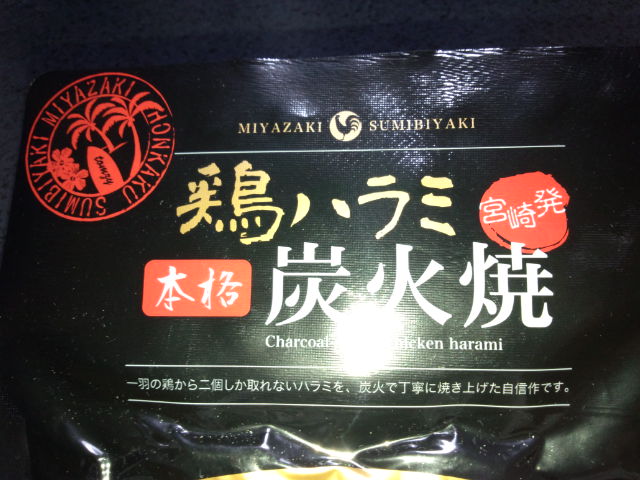 MIYAZAKI HONKAKU SUMIBIYAKI
MIYAZAKI SUMIBIYAKI
鶏ハラミ
宮崎発
本格
炭火焼
Charcoal chicken harami
一羽の鶏から二個しか取れないハラミを、炭火で丁寧に焼き上げた自信作です。